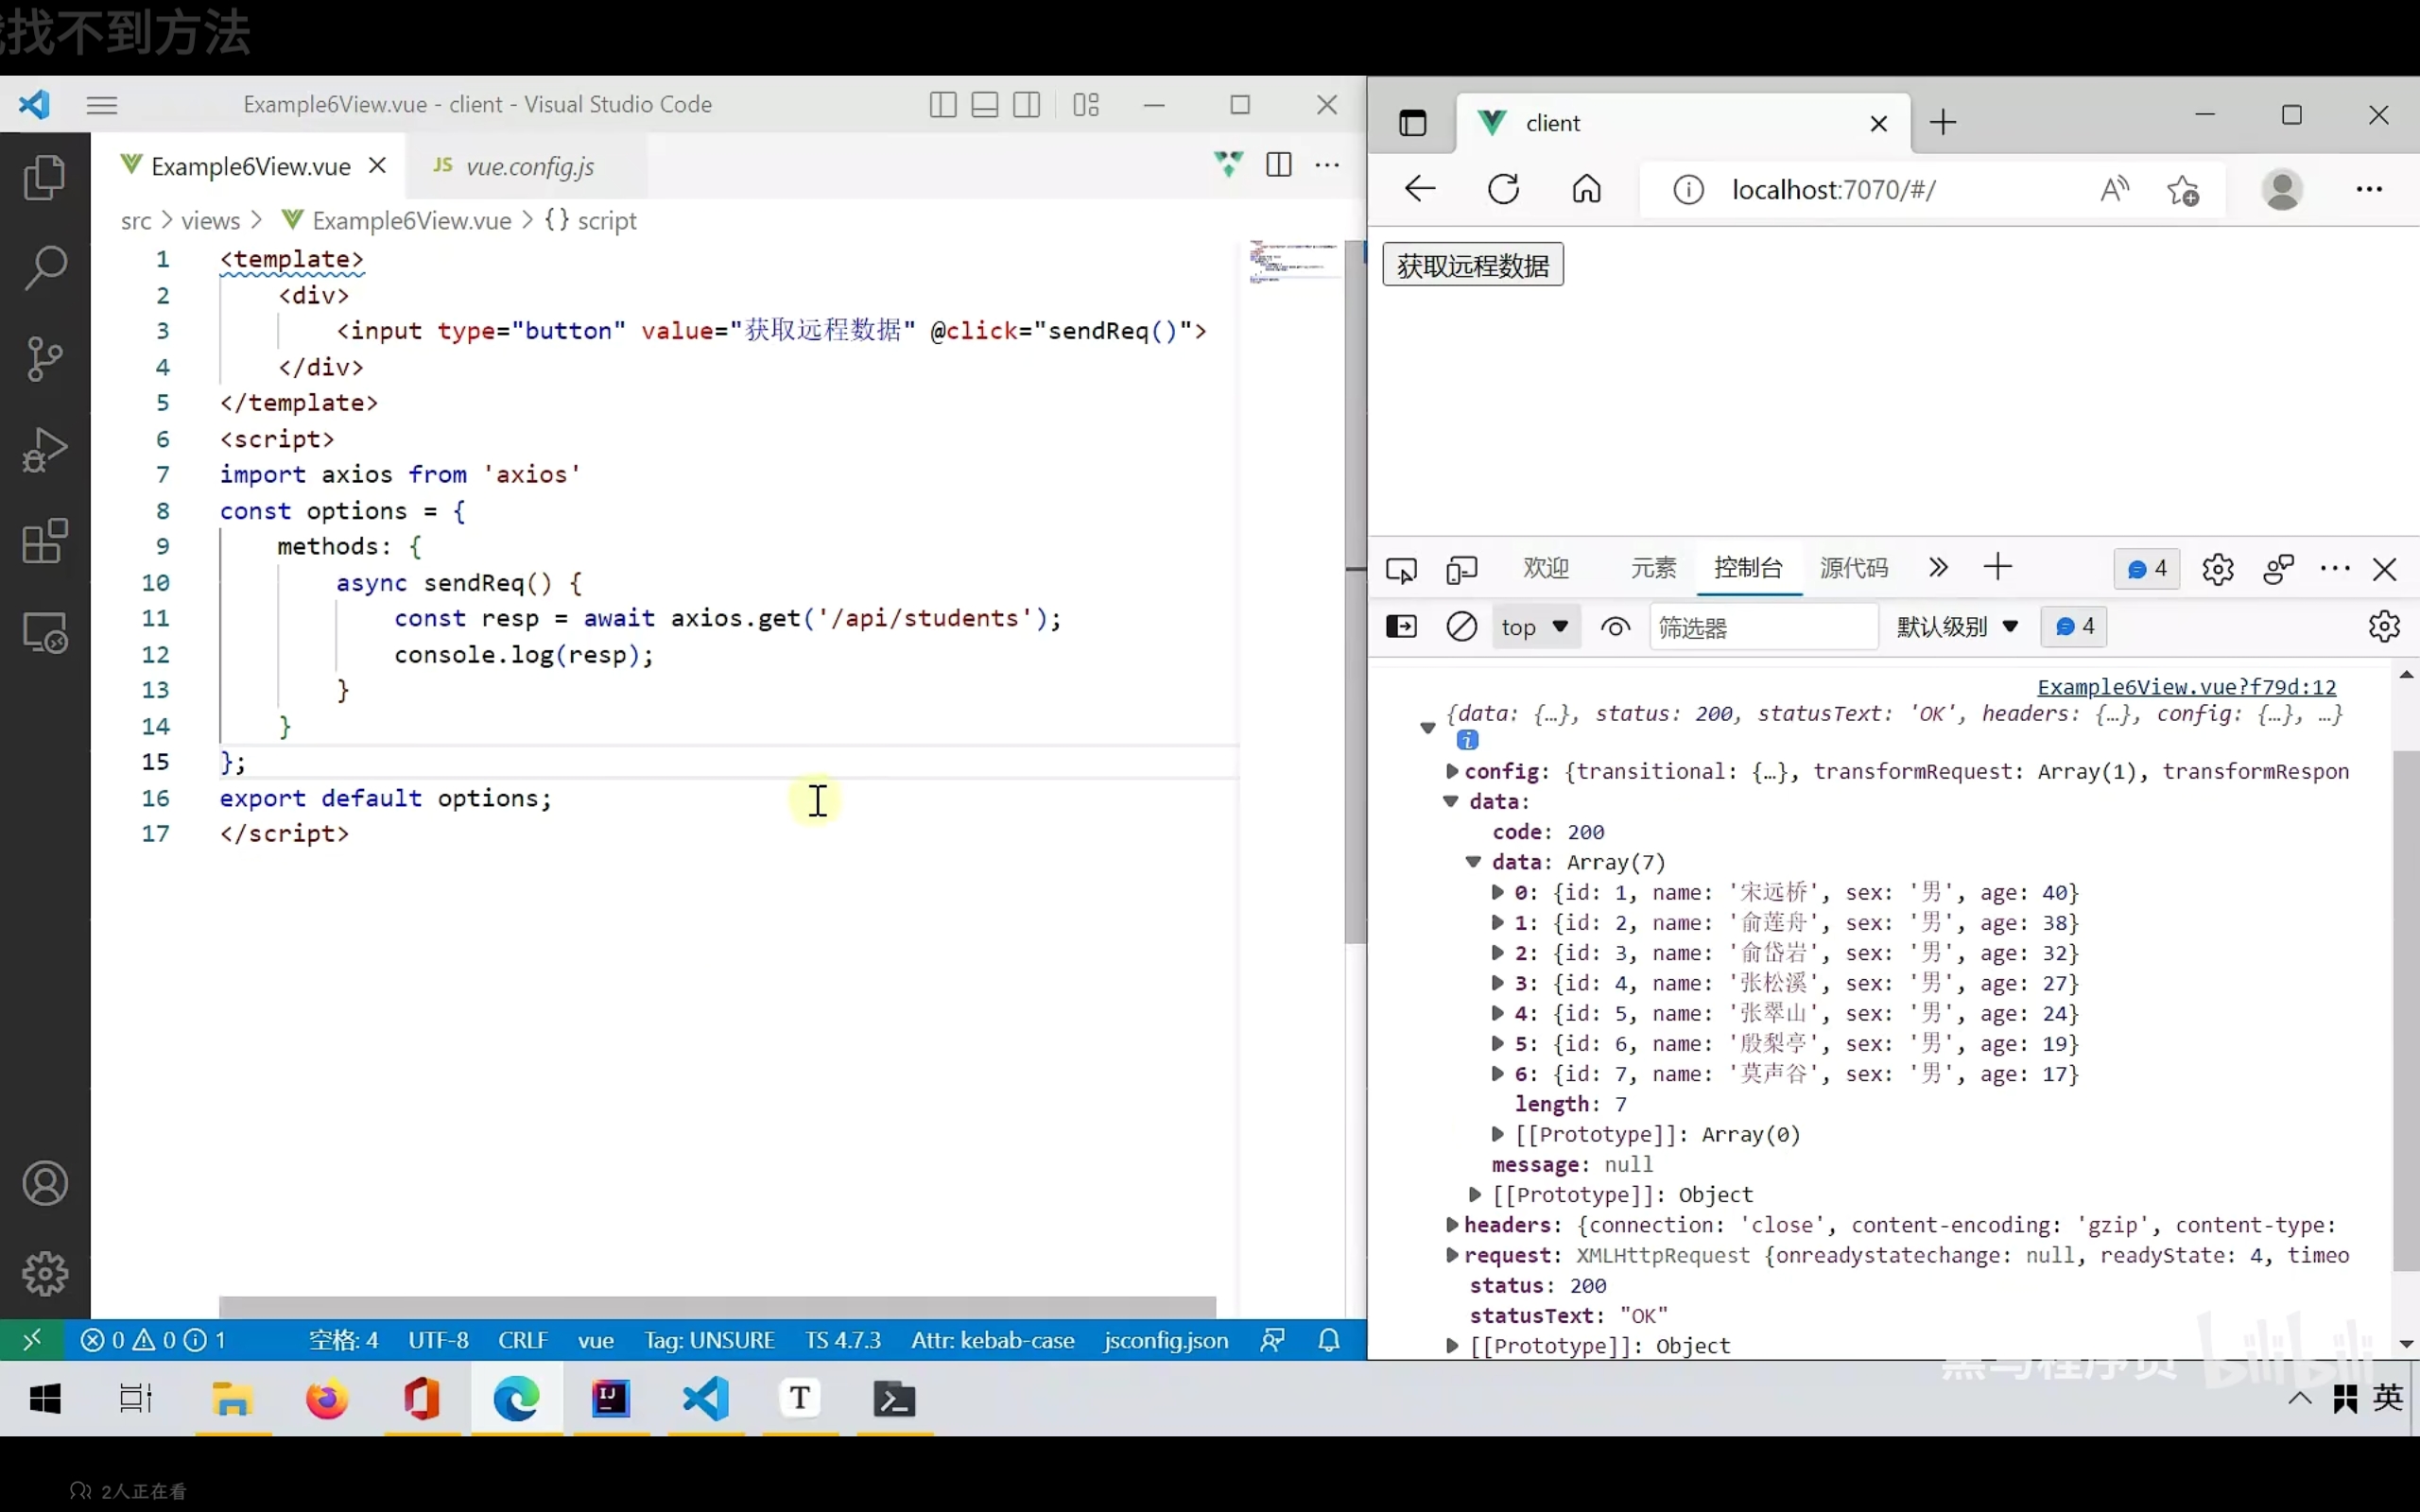 找不到方法
Example6View.vue - client - Visual Studio Code
Example6View.vue
JS vue.config.js
src > views > Example6View.vue > {} script
1 <template>
2 <div>
3 <input type="button" value="获取远程数据" @click="sendReq()">
4 </div>
5 </template>
6 <script>
7 import axios from 'axios'
8 const options = {
9 methods: {
10 async sendReq() {
11 const resp = await axios.get('/api/students');
12 console.log(resp);
13 }
14 }
15 };
16 export default options;
17 </script>
0 0 1 空格: 4 UTF-8 CRLF vue Tag: UNSURE TS 4.7.3 Attr: kebab-case jsconfig.json
client
localhost:7070/#/
获取远程数据
欢迎 元素 控制台 源代码 4
top 筛选器 默认级别 4
Example6View.vue?f79d:12
{data: {…}, status: 200, statusText: 'OK', headers: {…}, config: {…}, …}
config: {transitional: {…}, transformRequest: Array(1), transformRespon
data:
code: 200
data: Array(7)
0: {id: 1, name: '宋远桥', sex: '男', age: 40}
1: {id: 2, name: '俞莲舟', sex: '男', age: 38}
2: {id: 3, name: '俞岱岩', sex: '男', age: 32}
3: {id: 4, name: '张松溪', sex: '男', age: 27}
4: {id: 5, name: '张翠山', sex: '男', age: 24}
5: {id: 6, name: '殷梨亭', sex: '男', age: 19}
6: {id: 7, name: '莫声谷', sex: '男', age: 17}
length: 7
[[Prototype]]: Array(0)
message: null
[[Prototype]]: Object
headers: {connection: 'close', content-encoding: 'gzip', content-type:
request: XMLHttpRequest {onreadystatechange: null, readyState: 4, timeo
status: 200
statusText: "OK"
[[Prototype]]: Object
黑马程序员 bilibili
英
2人正在看